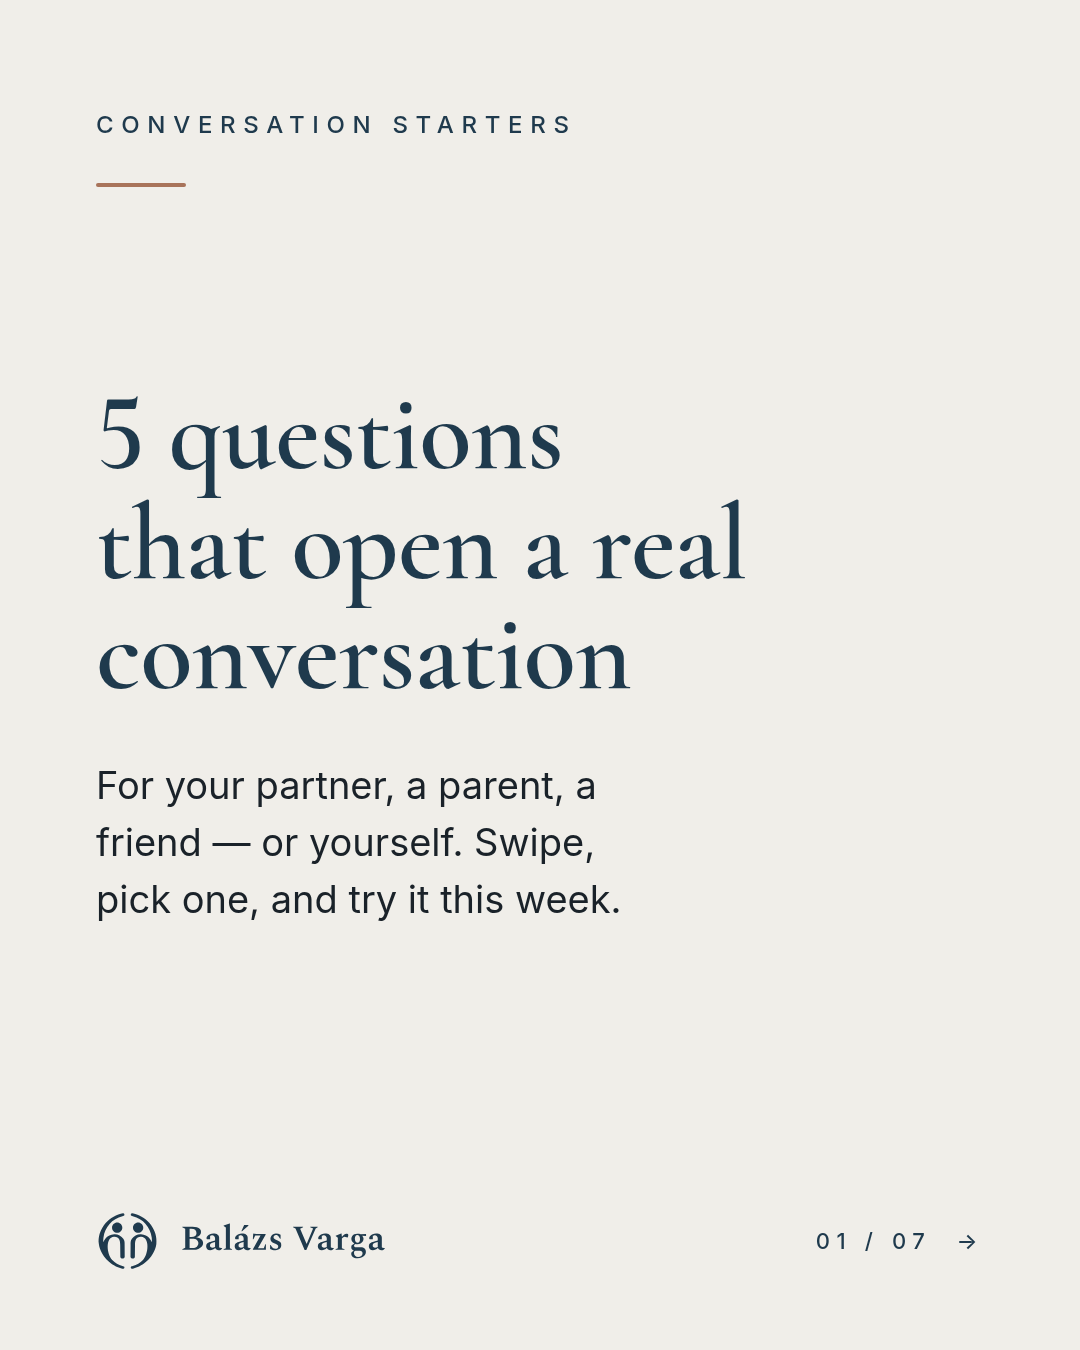 CONVERSATION STARTERS
5 questions
that open a real
conversation
For your partner, a parent, a
friend — or yourself. Swipe,
pick one, and try it this week.
Balázs Varga
01 / 07 →